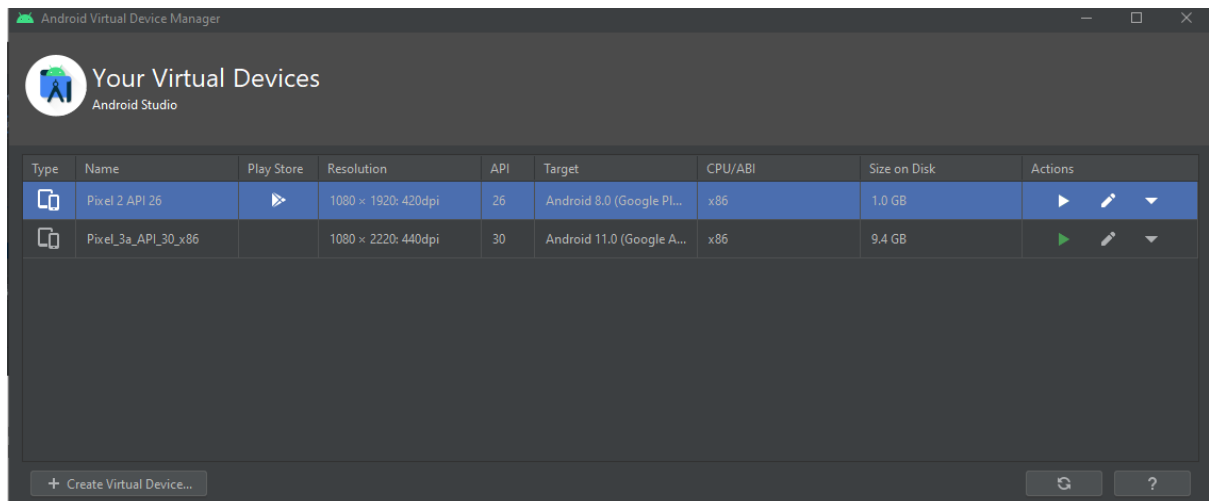 Android Virtual Device Manager
Your Virtual Devices
Android Studio
Type Name Play Store Resolution API Target CPU/ABI Size on Disk Actions
Pixel 2 API 26 1080 × 1920: 420dpi 26 Android 8.0 (Google Pl... x86 1.0 GB
Pixel_3a_API_30_x86 1080 × 2220: 440dpi 30 Android 11.0 (Google A... x86 9.4 GB
+ Create Virtual Device... ?